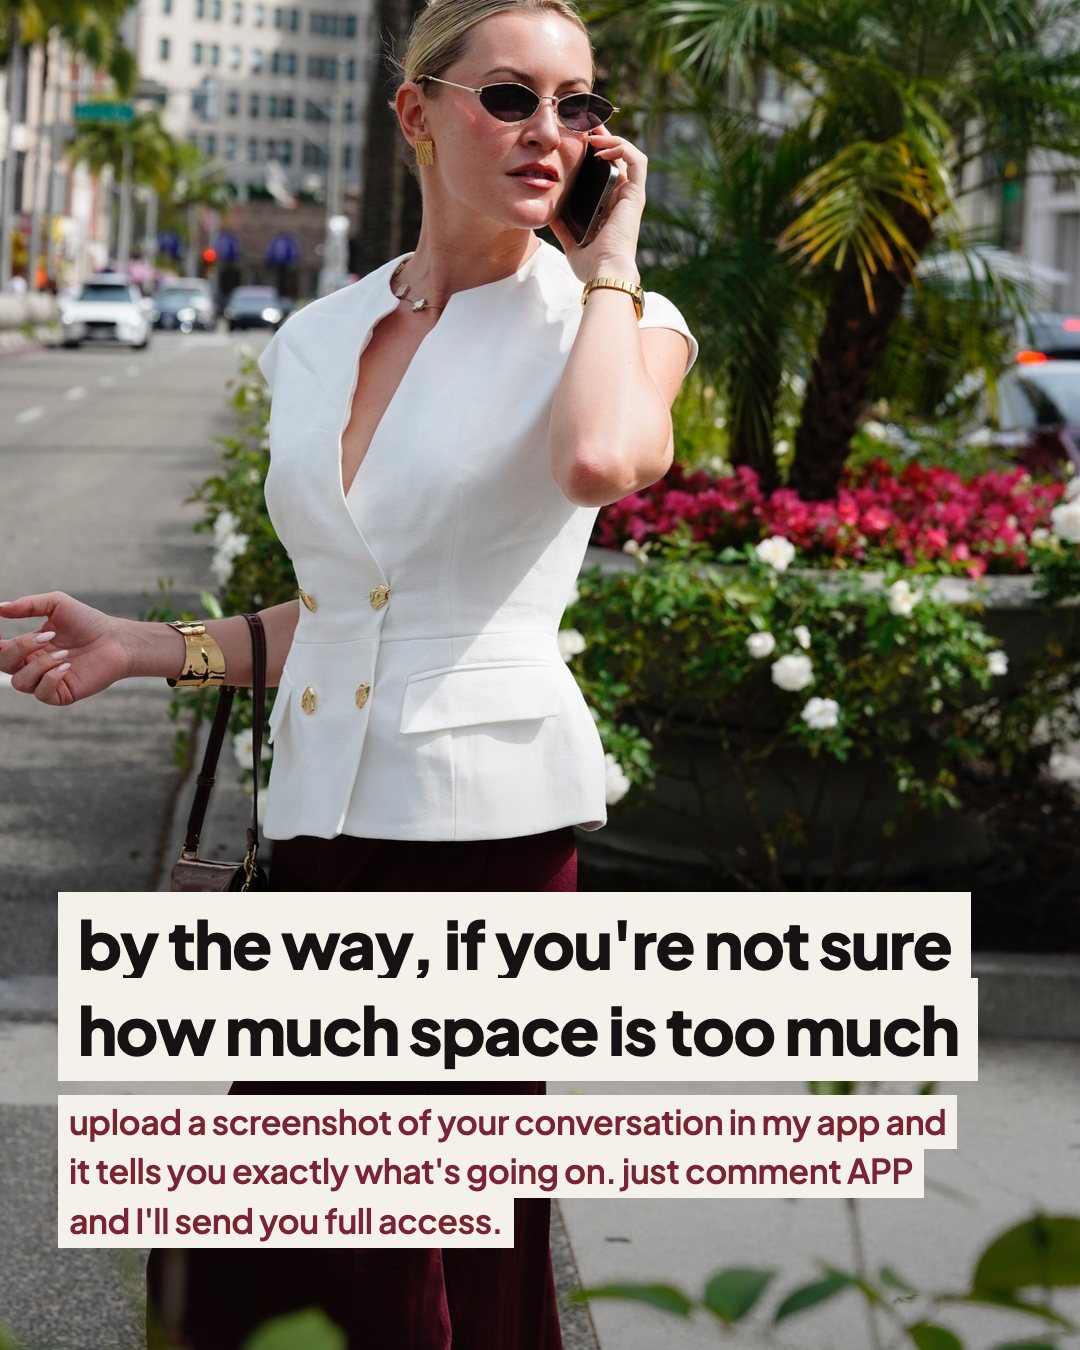 by the way, if you're not sure
how much space is too much
upload a screenshot of your conversation in my app and
it tells you exactly what's going on. just comment APP
and I'll send you full access.